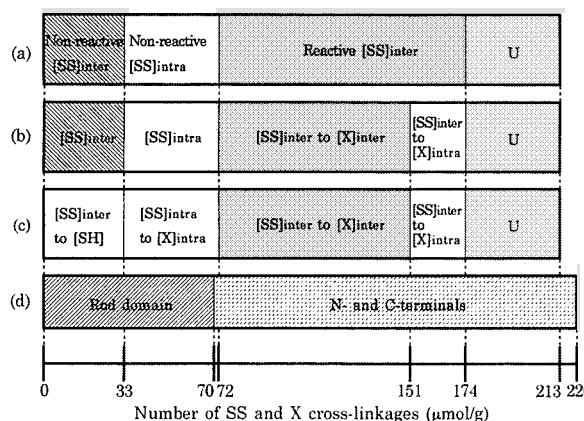 (a)
Non-reactive
[SS]inter
Non-reactive
[SS]intra
Reactive [SS]inter
U
(b)
[SS]inter
[SS]intra
[SS]inter to [X]inter
[SS]inter
to
[X]intra
U
(c)
[SS]inter
to [SH]
[SS]intra
to [X]intra
[SS]inter to [X]inter
[SS]inter
to
[X]intra
U
(d)
Rod domain
N- and C-terminals
0 33 70 72 151 174 213 22
Number of SS and X cross-linkages (μmol/g)